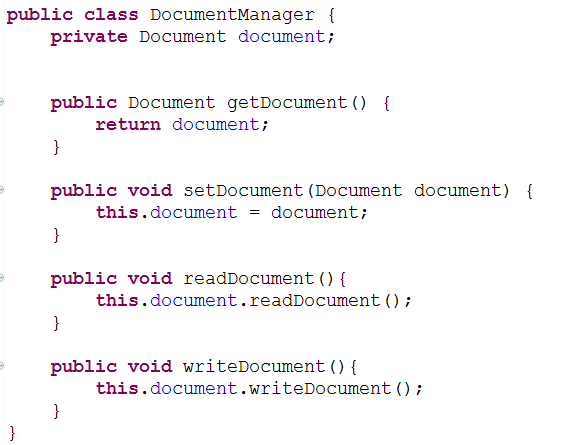 public class DocumentManager {
    private Document document;
    public Document getDocument() {
        return document;
    }
    public void setDocument(Document document) {
        this.document = document;
    }
    public void readDocument(){
        this.document.readDocument();
    }
    public void writeDocument(){
        this.document.writeDocument();
    }
}